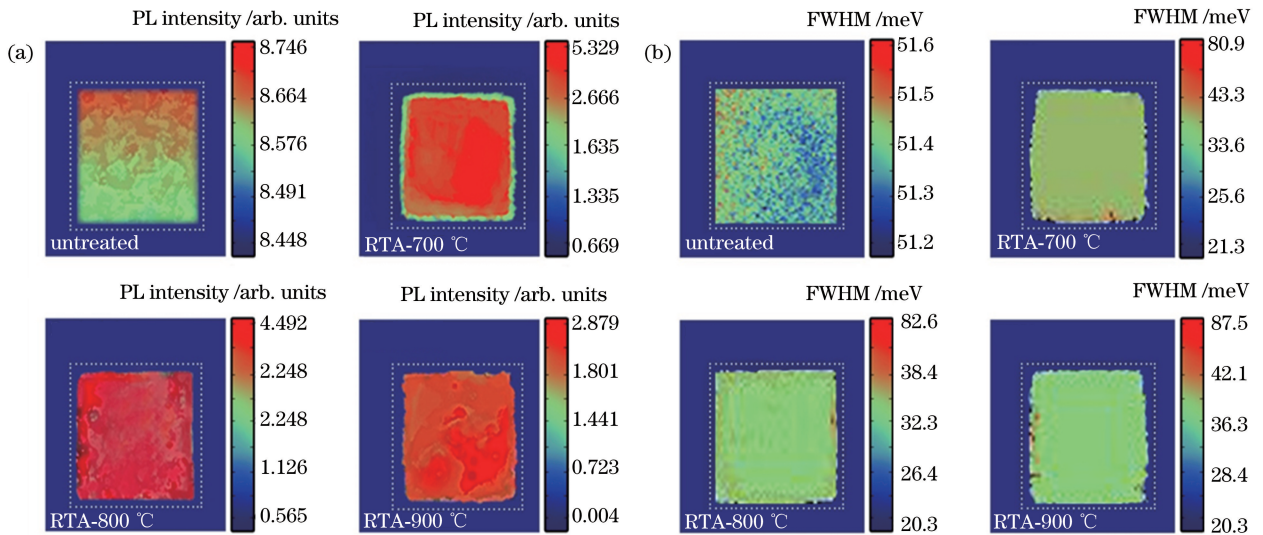 PL intensity /arb. units
PL intensity /arb. units
FWHM /meV
FWHM /meV
(a)
8.746
8.664
8.576
8.491
8.448
untreated
5.329
2.666
1.635
1.335
0.669
RTA-700 ℃
(b)
51.6
51.5
51.4
51.3
51.2
untreated
80.9
43.3
33.6
25.6
21.3
RTA-700 ℃
PL intensity /arb. units
PL intensity /arb. units
FWHM /meV
FWHM /meV
4.492
2.248
2.248
1.126
0.565
RTA-800 ℃
2.879
1.801
1.441
0.723
0.004
RTA-900 ℃
82.6
38.4
32.3
26.4
20.3
RTA-800 ℃
87.5
42.1
36.3
28.4
20.3
RTA-900 ℃